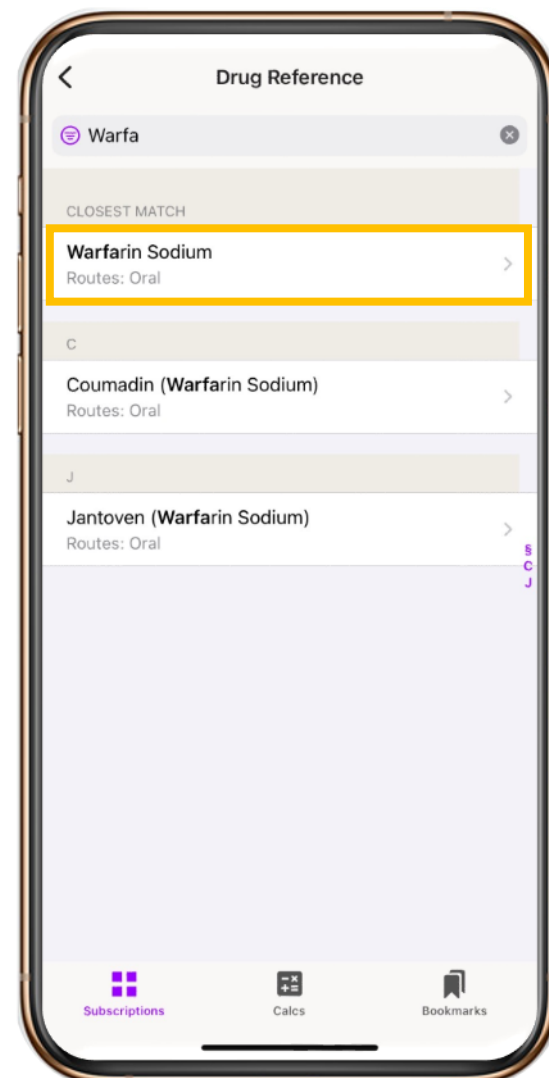 Drug Reference
Warfa
CLOSEST MATCH
Warfarin Sodium
Routes: Oral
C
Coumadin (Warfarin Sodium)
Routes: Oral
J
Jantoven (Warfarin Sodium)
Routes: Oral
§
C
J
Subscriptions Calcs Bookmarks